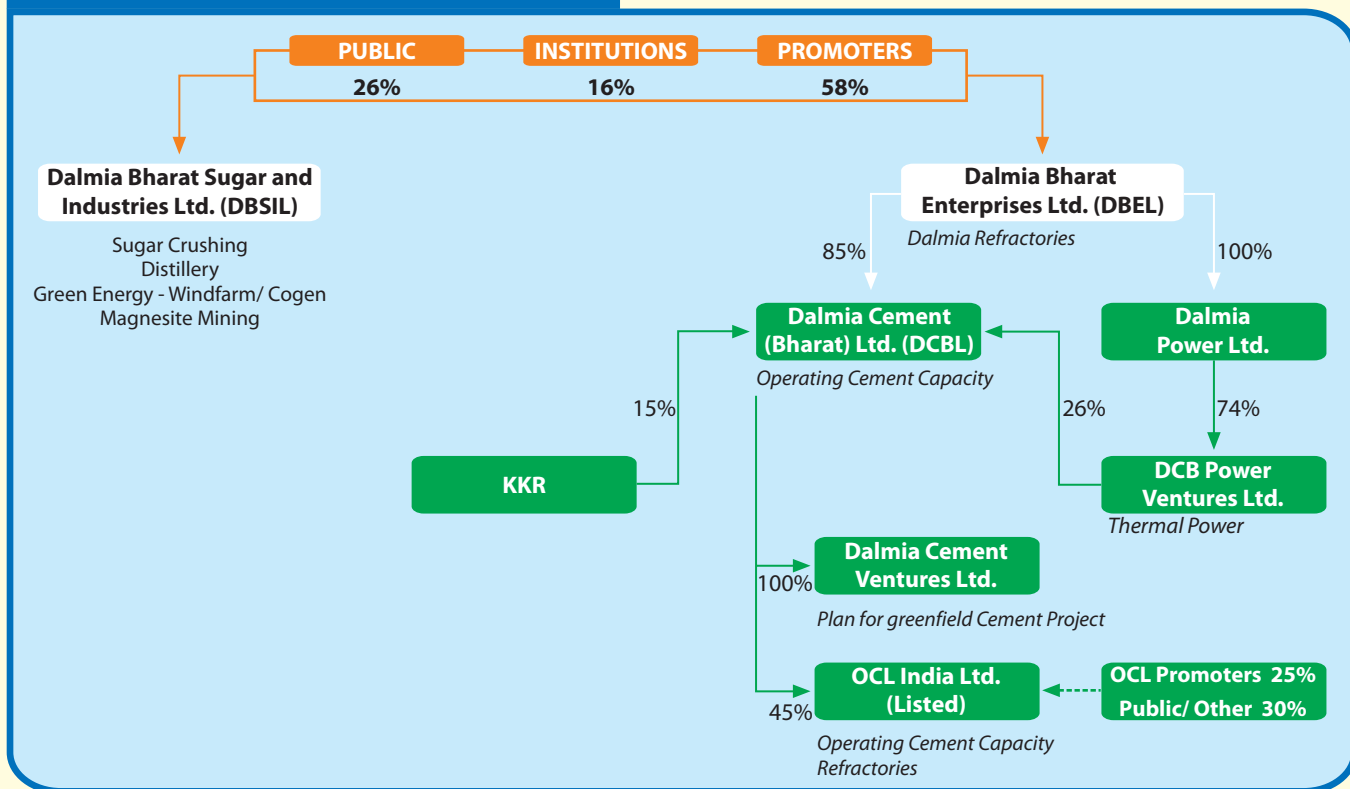 PUBLIC
INSTITUTIONS
PROMOTERS
26%
16%
58%
Dalmia Bharat Sugar and
Industries Ltd. (DBSIL)
Sugar Crushing
Distillery
Green Energy - Windfarm/ Cogen
Magnesite Mining
Dalmia Bharat
Enterprises Ltd. (DBEL)
Dalmia Refractories
85%
100%
Dalmia Cement
(Bharat) Ltd. (DCBL)
Operating Cement Capacity
Dalmia
Power Ltd.
15%
26%
74%
KKR
DCB Power
Ventures Ltd.
Thermal Power
Dalmia Cement
Ventures Ltd.
100%
Plan for greenfield Cement Project
OCL India Ltd.
(Listed)
45%
Operating Cement Capacity
Refractories
OCL Promoters 25%
Public/ Other 30%